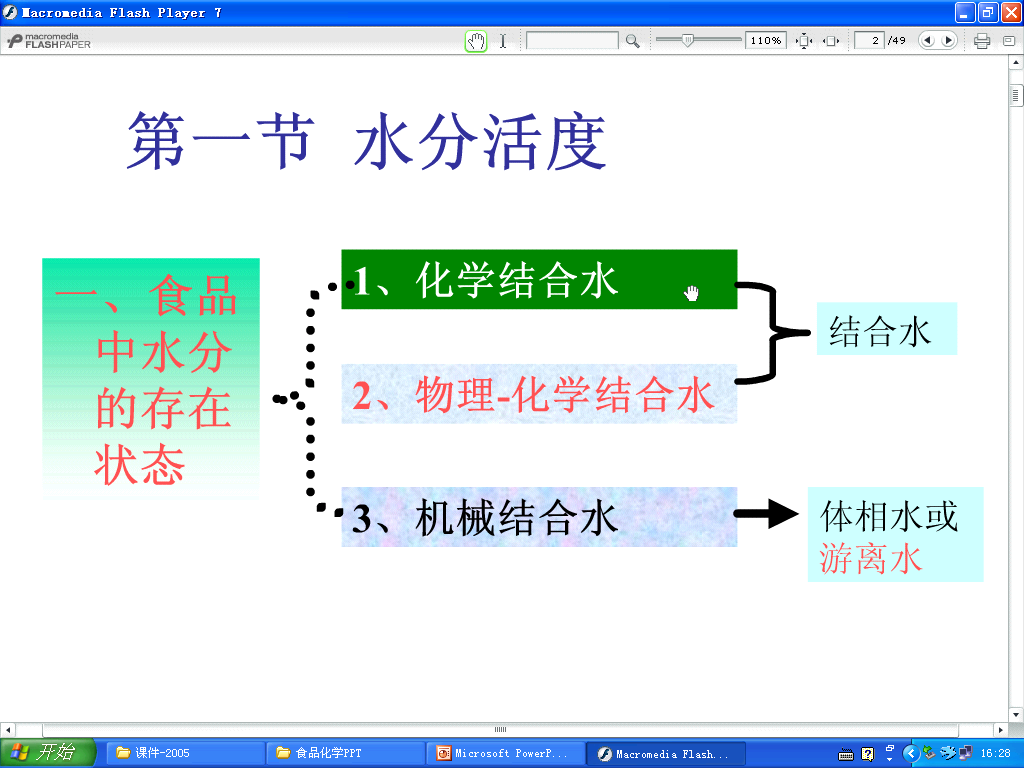 Macromedia Flash Player 7
macromedia
FLASHPAPER
110%
2 /49
第一节 水分活度
一、食品
中水分
的存在
状态
1、化学结合水
2、物理-化学结合水
3、机械结合水
结合水
体相水或
游离水
开始
课件-2005
食品化学PPT
Microsoft PowerP...
Macromedia Flash...
16:28